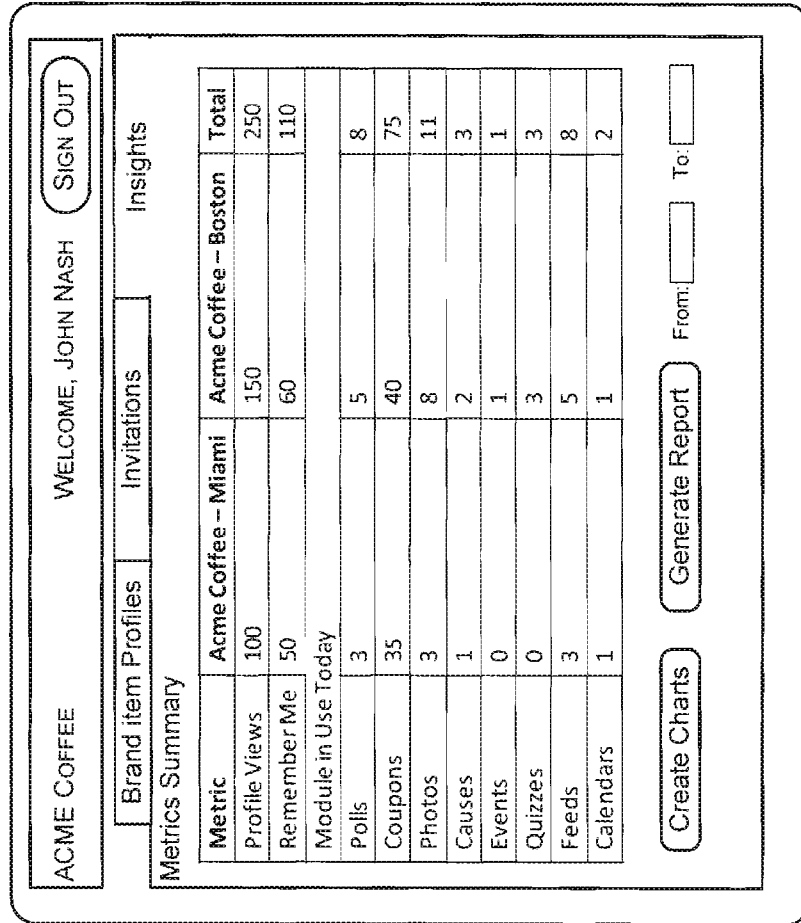 ACME COFFEE WELCOME, JOHN NASH SIGN OUT
Brand item Profiles Invitations Insights
Metrics Summary
Metric Acme Coffee – Miami Acme Coffee – Boston Total
Profile Views 100 150 250
Remember Me 50 60 110
Module in Use Today
Polls 3 5 8
Coupons 35 40 75
Photos 3 8 11
Causes 1 2 3
Events 0 1 1
Quizzes 0 3 3
Feeds 3 5 8
Calendars 1 1 2
Create Charts Generate Report From: To: